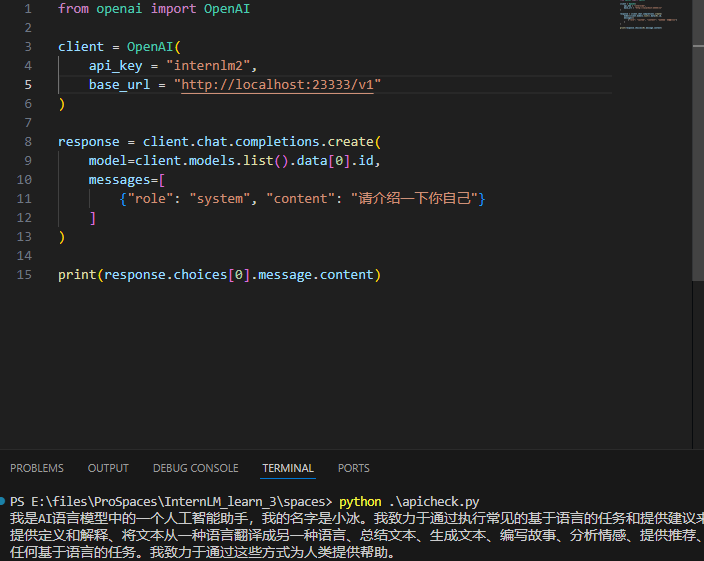 1 from openai import OpenAI
2
3 client = OpenAI(
4     api_key = "internlm2",
5     base_url = "http://localhost:23333/v1"
6 )
7
8 response = client.chat.completions.create(
9     model=client.models.list().data[0].id,
10     messages=[
11         {"role": "system", "content": "请介绍一下你自己"}
12     ]
13 )
14
15 print(response.choices[0].message.content)
PROBLEMS OUTPUT DEBUG CONSOLE TERMINAL PORTS
PS E:\files\ProSpaces\InternLM_learn_3\spaces> python .\apicheck.py
我是AI语言模型中的一个人工智能助手，我的名字是小冰。我致力于通过执行常见的基于语言的任务和提供建议来
提供定义和解释、将文本从一种语言翻译成另一种语言、总结文本、生成文本、编写故事、分析情感、提供推荐、
任何基于语言的任务。我致力于通过这些方式为人类提供帮助。